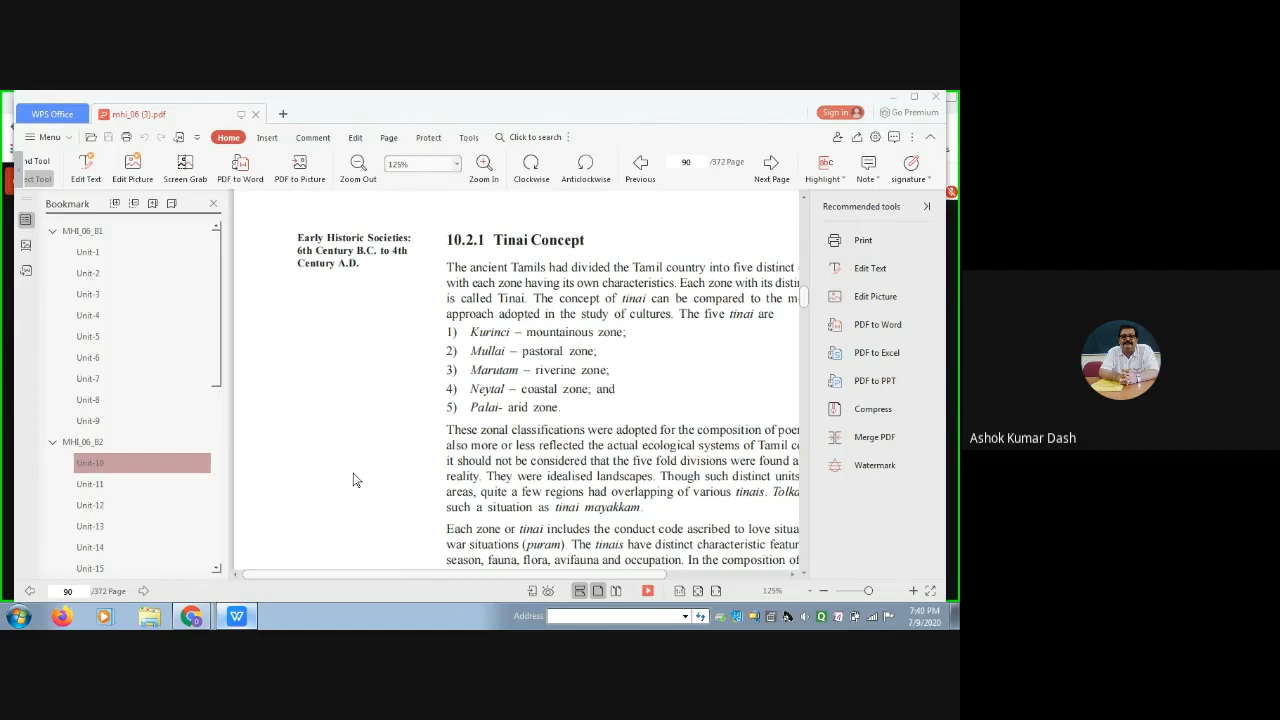 WPS Office
mhi_06 (3).pdf
Sign in
Go Premium
Menu
Home
Insert
Comment
Edit
Page
Protect
Tools
Click to search
nd Tool
ect Tool
Edit Text
Edit Picture
Screen Grab
PDF to Word
PDF to Picture
Zoom Out
125%
Zoom In
Clockwise
Anticlockwise
Previous
90
/372 Page
Next Page
Highlight
Note
signature
Bookmark
MHI_06_B1
Unit-1
Unit-2
Unit-3
Unit-4
Unit-5
Unit-6
Unit-7
Unit-8
Unit-9
MHI_06_B2
Unit-10
Unit-11
Unit-12
Unit-13
Unit-14
Unit-15
Early Historic Societies:
6th Century B.C. to 4th
Century A.D.
10.2.1 Tinai Concept
The ancient Tamils had divided the Tamil country into five distinct
with each zone having its own characteristics. Each zone with its distin
is called Tinai. The concept of tinai can be compared to the m
approach adopted in the study of cultures. The five tinai are
1) Kurinci – mountainous zone;
2) Mullai – pastoral zone;
3) Marutam – riverine zone;
4) Neytal – coastal zone; and
5) Palai- arid zone.
These zonal classifications were adopted for the composition of poe
also more or less reflected the actual ecological systems of Tamil c
it should not be considered that the five fold divisions were found a
reality. They were idealised landscapes. Though such distinct units
areas, quite a few regions had overlapping of various tinais. Tolka
such a situation as tinai mayakkam.
Each zone or tinai includes the conduct code ascribed to love situa
war situations (puram). The tinais have distinct characteristic featur
season, fauna, flora, avifauna and occupation. In the composition of
Recommended tools
Print
Edit Text
Edit Picture
PDF to Word
PDF to Excel
PDF to PPT
Compress
Merge PDF
Watermark
90
/372 Page
125%
Address
7:40 PM
7/9/2020
Ashok Kumar Dash